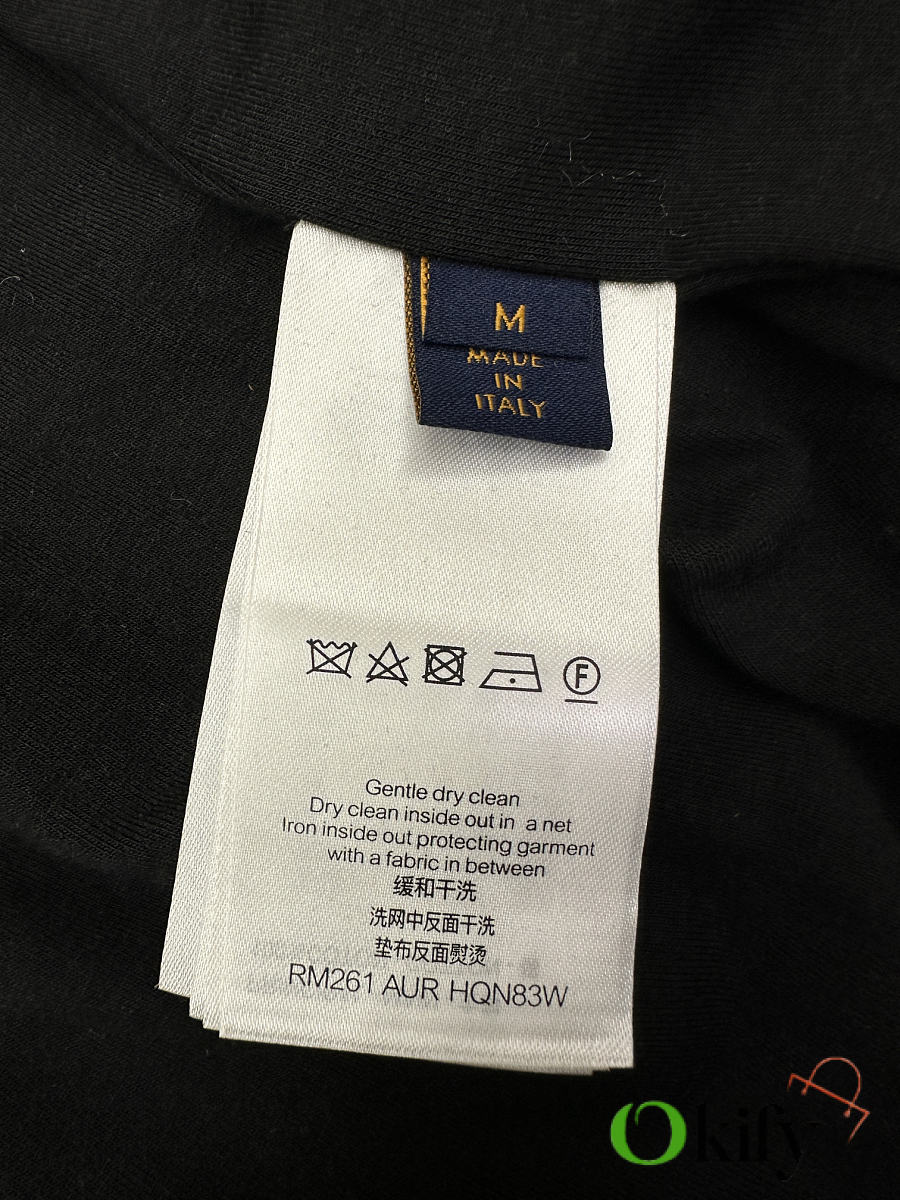 M
MADE
IN
ITALY
F
Gentle dry clean
Dry clean inside out in a net
Iron inside out protecting garment
with a fabric in between
缓和干洗
洗网中反面干洗
垫布反面熨烫
RM261 AUR HQN83W
Okify